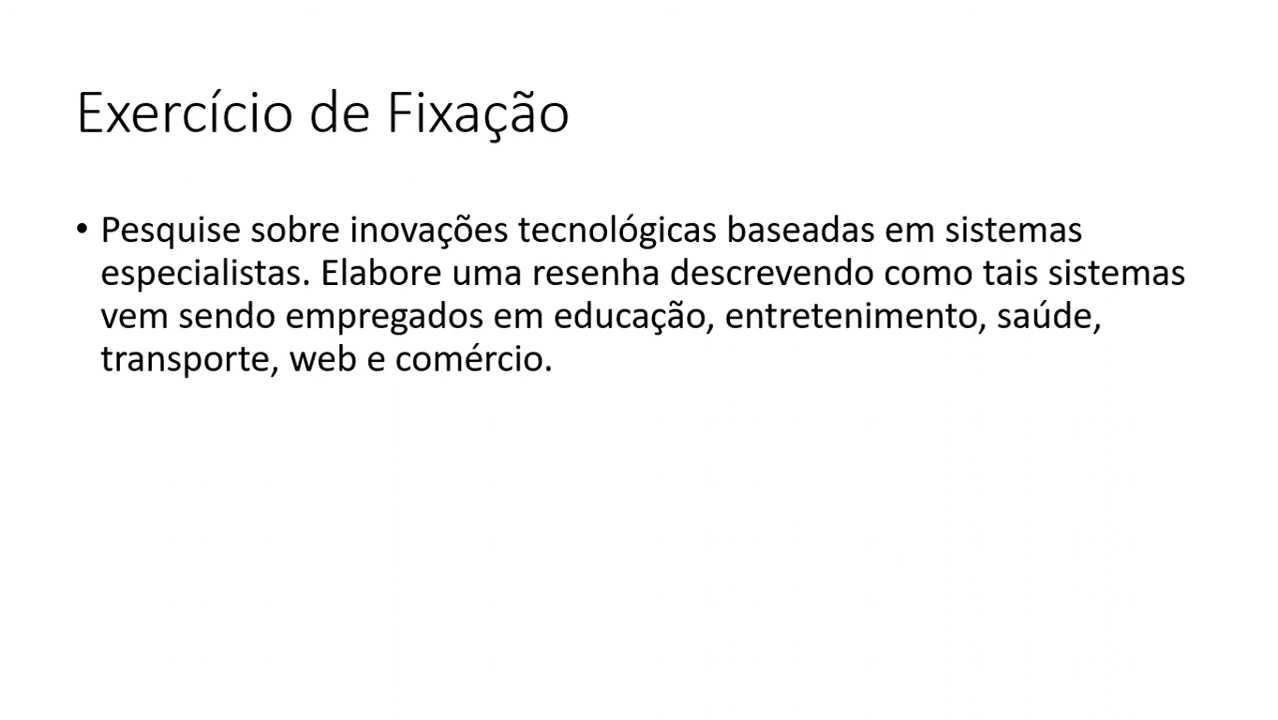 Exercício de Fixação
• Pesquise sobre inovações tecnológicas baseadas em sistemas
especialistas. Elabore uma resenha descrevendo como tais sistemas
vem sendo empregados em educação, entretenimento, saúde,
transporte, web e comércio.